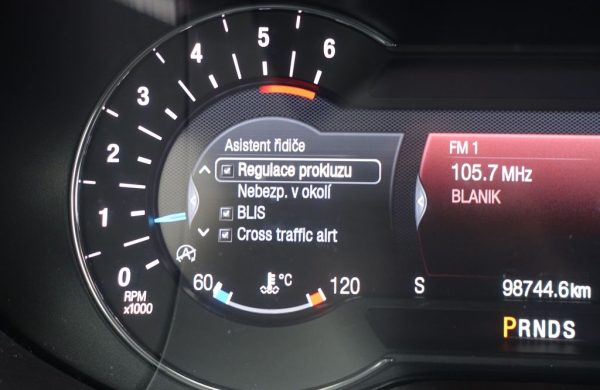 6
5
4
3
2
1
0
RPM
x1000
Asistent řidiče
Regulace prokluzu
Nebezp. v okolí
BLIS
Cross traffic alrt
A
60
°C
120
FM 1
105.7 MHz
BLANIK
S
98744.6km
PRNDS